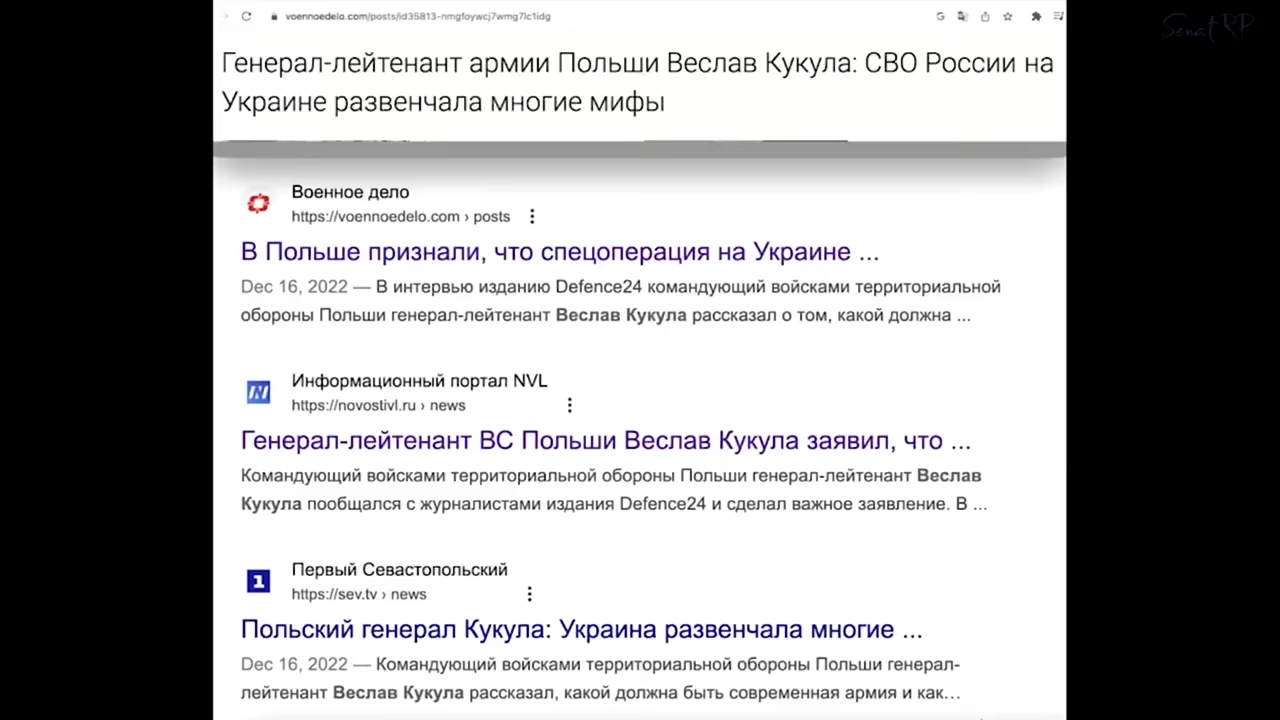 voennoedelo.com/posts/id35813-nmgfoywcj7wmg7lc1idg
Senat RP
Генерал-лейтенант армии Польши Веслав Кукула: СВО России на
Украине развенчала многие мифы
Военное дело
https://voennoedelo.com › posts
В Польше признали, что спецоперация на Украине ...
Dec 16, 2022 — В интервью изданию Defence24 командующий войсками территориальной
обороны Польши генерал-лейтенант Веслав Кукула рассказал о том, какой должна ...
Информационный портал NVL
https://novostivl.ru › news
Генерал-лейтенант ВС Польши Веслав Кукула заявил, что ...
Командующий войсками территориальной обороны Польши генерал-лейтенант Веслав
Кукула пообщался с журналистами издания Defence24 и сделал важное заявление. В ...
1
Первый Севастопольский
https://sev.tv › news
Польский генерал Кукула: Украина развенчала многие ...
Dec 16, 2022 — Командующий войсками территориальной обороны Польши генерал-
лейтенант Веслав Кукула рассказал, какой должна быть современная армия и как...